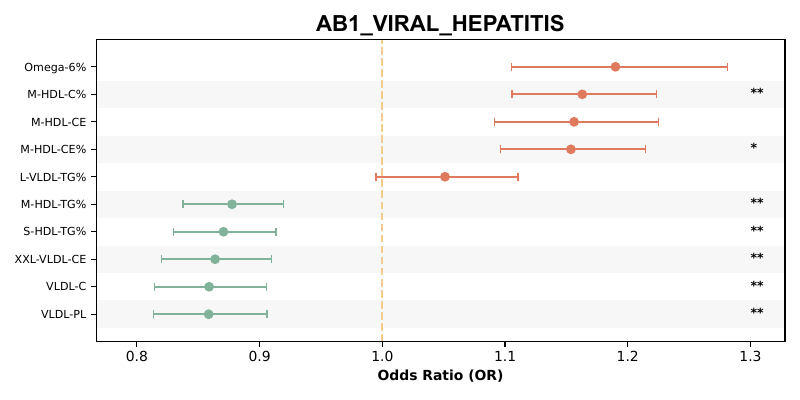 AB1_VIRAL_HEPATITIS
Omega-6%
M-HDL-C% **
M-HDL-CE
M-HDL-CE% *
L-VLDL-TG%
M-HDL-TG% **
S-HDL-TG% **
XXL-VLDL-CE **
VLDL-C **
VLDL-PL **
0.8 0.9 1.0 1.1 1.2 1.3
Odds Ratio (OR)